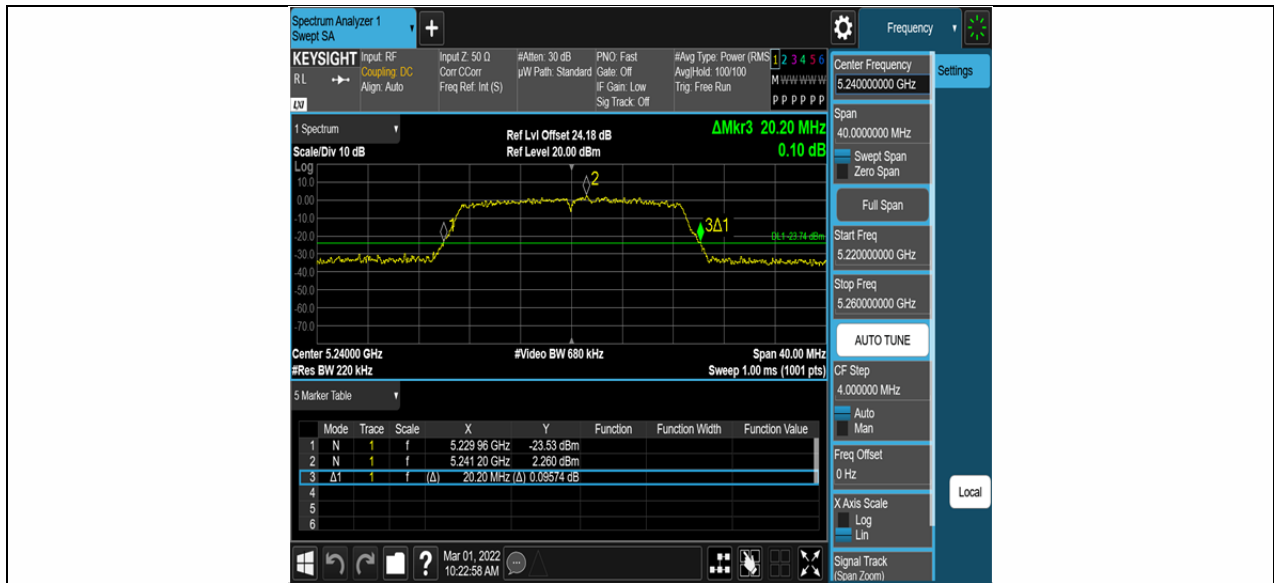 Spectrum Analyzer 1
Swept SA
+
Frequency
KEYSIGHT
RL
LXI
Input: RF
Coupling: DC
Align: Auto
Input Z: 50 Ω
Corr CCorr
Freq Ref: Int (S)
#Atten: 30 dB
µW Path: Standard
PNO: Fast
Gate: Off
IF Gain: Low
Sig Track: Off
#Avg Type: Power (RMS
Avg|Hold: 100/100
Trig: Free Run
1 2 3 4 5 6
M W W W W W
P P P P P P
1 Spectrum
Scale/Div 10 dB
Ref Lvl Offset 24.18 dB
Ref Level 20.00 dBm
ΔMkr3 20.20 MHz
0.10 dB
Log
10.0
0.00
-10.0
-20.0
-30.0
-40.0
-50.0
-60.0
-70.0
1
2
3Δ1
DL1 -23.74 dBm
Center 5.24000 GHz
#Video BW 680 kHz
Span 40.00 MHz
#Res BW 220 kHz
Sweep 1.00 ms (1001 pts)
5 Marker Table
Mode Trace Scale X Y Function Function Width Function Value
1 N 1 f 5.229 96 GHz -23.53 dBm
2 N 1 f 5.241 20 GHz 2.260 dBm
3 Δ1 1 f (Δ) 20.20 MHz (Δ) 0.09574 dB
4
5
6
?
Mar 01, 2022
10:22:58 AM
Center Frequency
5.240000000 GHz
Settings
Span
40.0000000 MHz
Swept Span
Zero Span
Full Span
Start Freq
5.220000000 GHz
Stop Freq
5.260000000 GHz
AUTO TUNE
CF Step
4.000000 MHz
Auto
Man
Freq Offset
0 Hz
Local
X Axis Scale
Log
Lin
Signal Track
(Span Zoom)